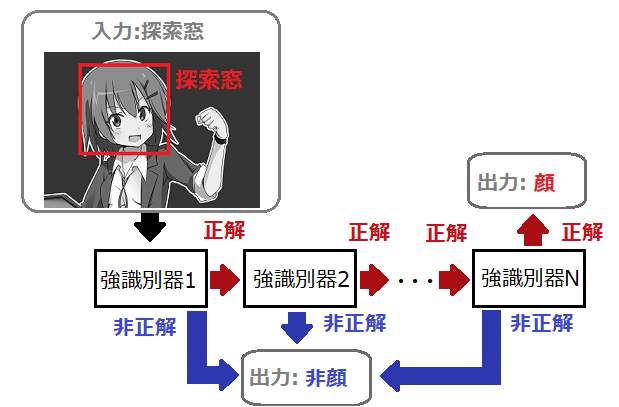 入力:探索窓
探索窓
出力: 顔
正解
正解
正解
正解
強識別器1
強識別器2
・・・
強識別器N
非正解
非正解
非正解
出力: 非顔